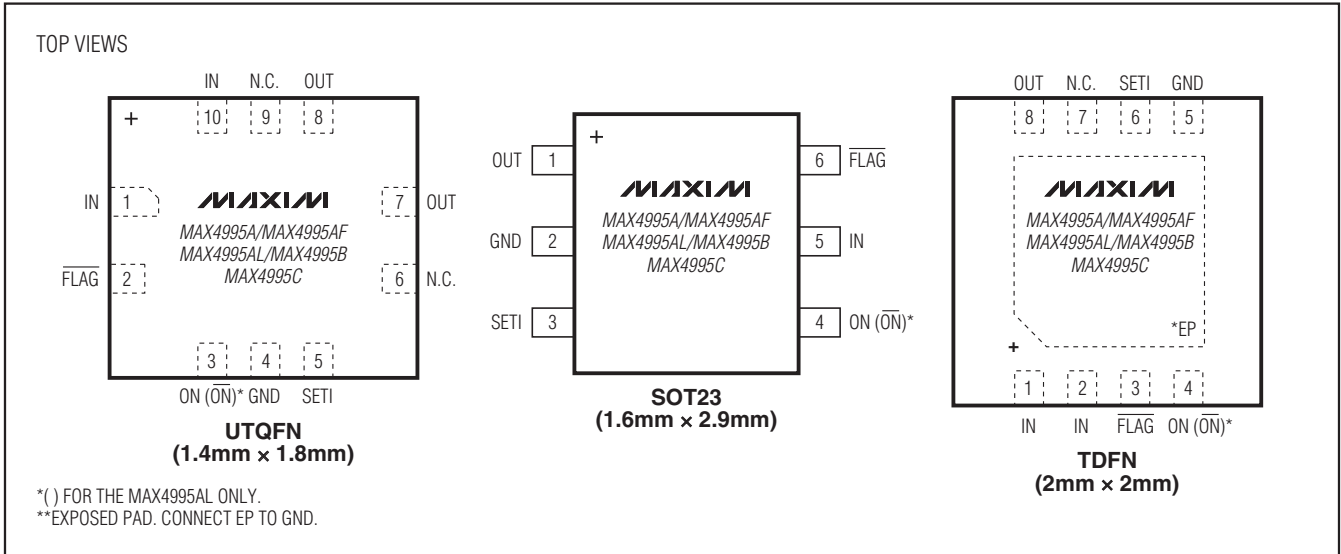 TOP VIEWS
IN N.C. OUT
10 9 8
+
IN 1
7 OUT
MAXIM
MAX4995A/MAX4995AF
MAX4995AL/MAX4995B
MAX4995C
FLAG 2
6 N.C.
3 4 5
ON (ON)* GND SETI
UTQFN
(1.4mm × 1.8mm)
+
OUT 1
6 FLAG
MAXIM
MAX4995A/MAX4995AF
MAX4995AL/MAX4995B
MAX4995C
GND 2
5 IN
SETI 3
4 ON (ON)*
SOT23
(1.6mm × 2.9mm)
OUT N.C. SETI GND
8 7 6 5
MAXIM
MAX4995A/MAX4995AF
MAX4995AL/MAX4995B
MAX4995C
*EP
+
1 2 3 4
IN IN FLAG ON (ON)*
TDFN
(2mm × 2mm)
*( ) FOR THE MAX4995AL ONLY.
**EXPOSED PAD. CONNECT EP TO GND.